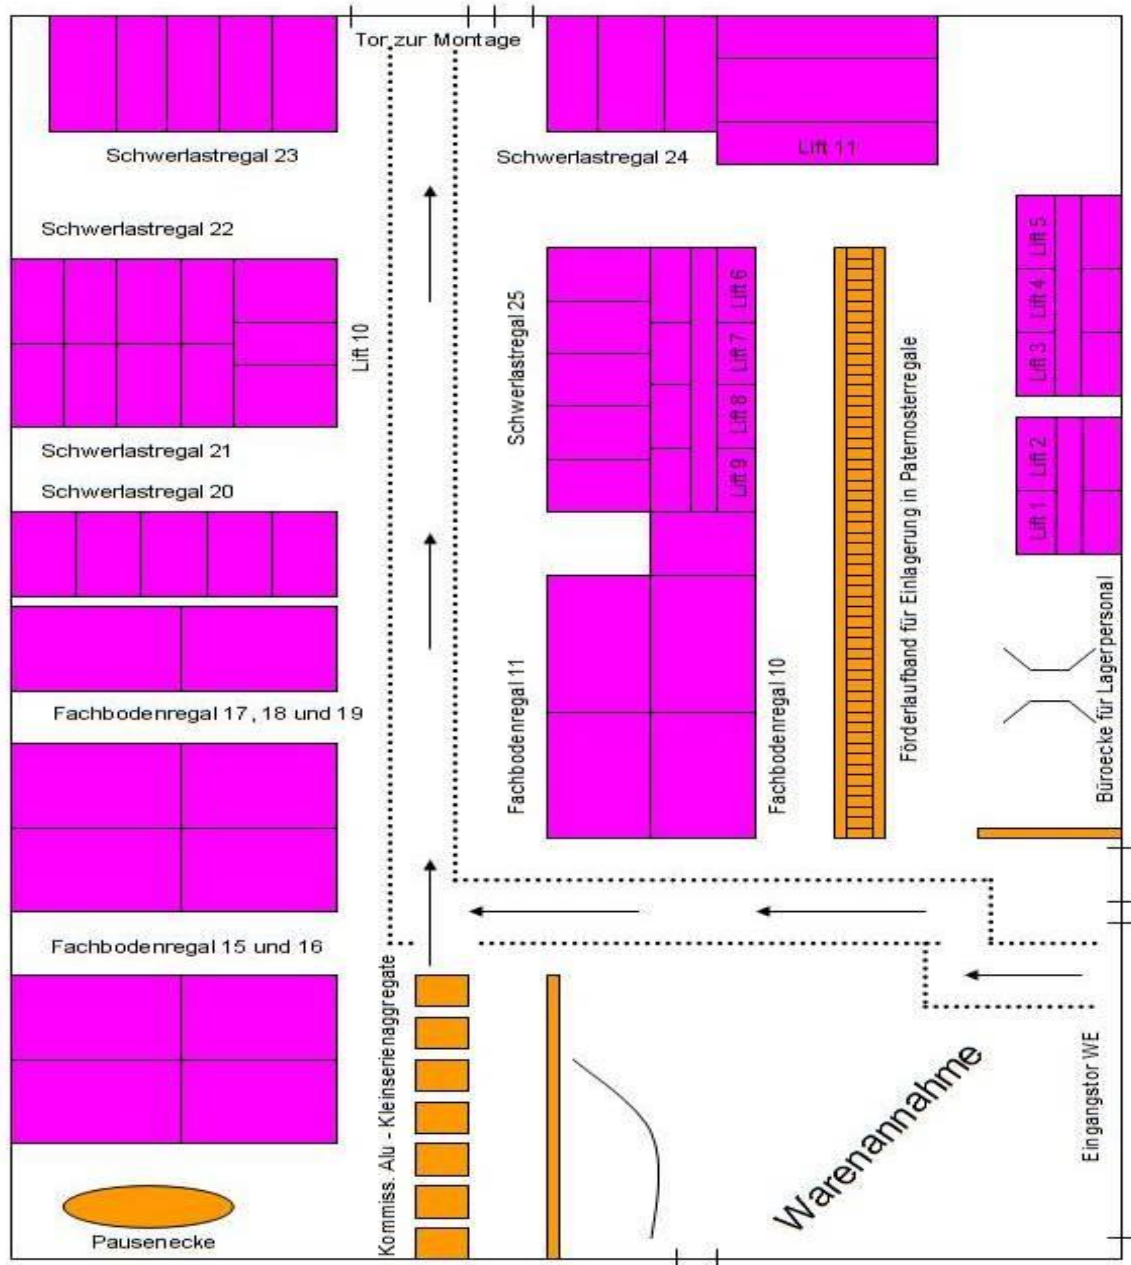 Tor zur Montage
Schwerlastregal 23
Schwerlastregal 24
Lift 11
Schwerlastregal 22
Lift 10
Schwerlastregal 25
Lift 6
Lift 7
Lift 8
Lift 9
Lift 5
Lift 4
Lift 3
Lift 2
Lift 1
Schwerlastregal 21
Schwerlastregal 20
Förderlaufband für Einlagerung in Paternosterregale
Fachbodenregal 17, 18 und 19
Fachbodenregal 11
Fachbodenregal 10
Büroecke für Lagerpersonal
Fachbodenregal 15 und 16
Kommiss. Alu - Kleinserienaggregate
Warenannahme
Eingangstor WE
Pausenecke